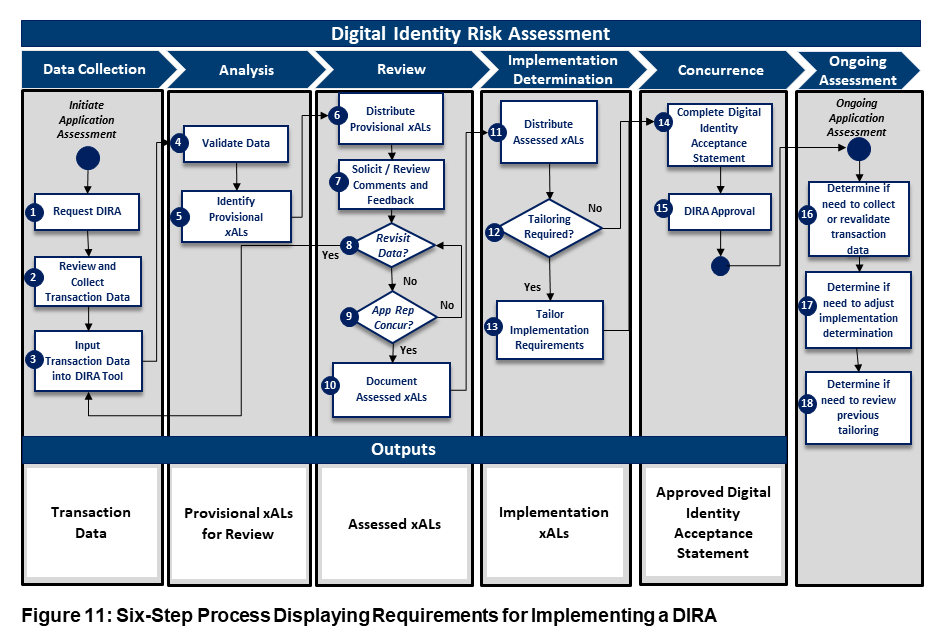 Digital Identity Risk Assessment
Data Collection
Analysis
Review
Implementation
Determination
Concurrence
Ongoing
Assessment
Initiate
Application
Assessment
1
Request DIRA
2
Review and
Collect
Transaction Data
3
Input
Transaction Data
into DIRA Tool
4
Validate Data
5
Identify
Provisional
xALs
6
Distribute
Provisional xALs
7
Solicit / Review
Comments and
Feedback
8
Revisit
Data?
Yes
No
9
App Rep
Concur?
No
Yes
10
Document
Assessed xALs
11
Distribute
Assessed xALs
12
Tailoring
Required?
No
Yes
13
Tailor
Implementation
Requirements
14
Complete Digital
Identity
Acceptance
Statement
15
DIRA Approval
Ongoing
Application
Assessment
16
Determine if
need to collect
or revalidate
transaction
data
17
Determine if
need to adjust
implementation
determination
18
Determine if
need to review
previous
tailoring
Outputs
Transaction
Data
Provisional xALs
for Review
Assessed xALs
Implementation
xALs
Approved Digital
Identity
Acceptance
Statement
Figure 11: Six-Step Process Displaying Requirements for Implementing a DIRA